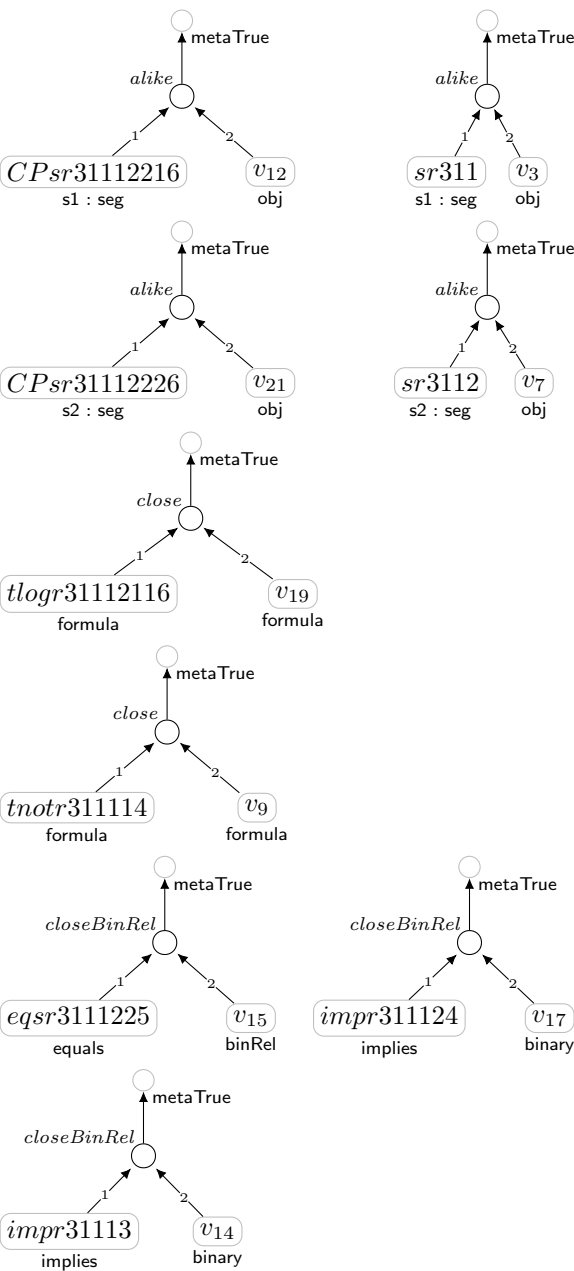 metaTrue metaTrue
alike alike
1 2 1 2
CPsr31112216 v12 sr311 v3
s1 : seg obj s1 : seg obj
metaTrue metaTrue
alike alike
1 2 1 2
CPsr31112226 v21 sr3112 v7
s2 : seg obj s2 : seg obj
metaTrue
close
1 2
tlogr31112116 v19
formula formula
metaTrue
close
1 2
tnotr311114 v9
formula formula
metaTrue metaTrue
closeBinRel closeBinRel
1 2 1 2
eqsr3111225 v15 impr311124 v17
equals binRel implies binary
metaTrue
closeBinRel
1 2
impr31113 v14
implies binary